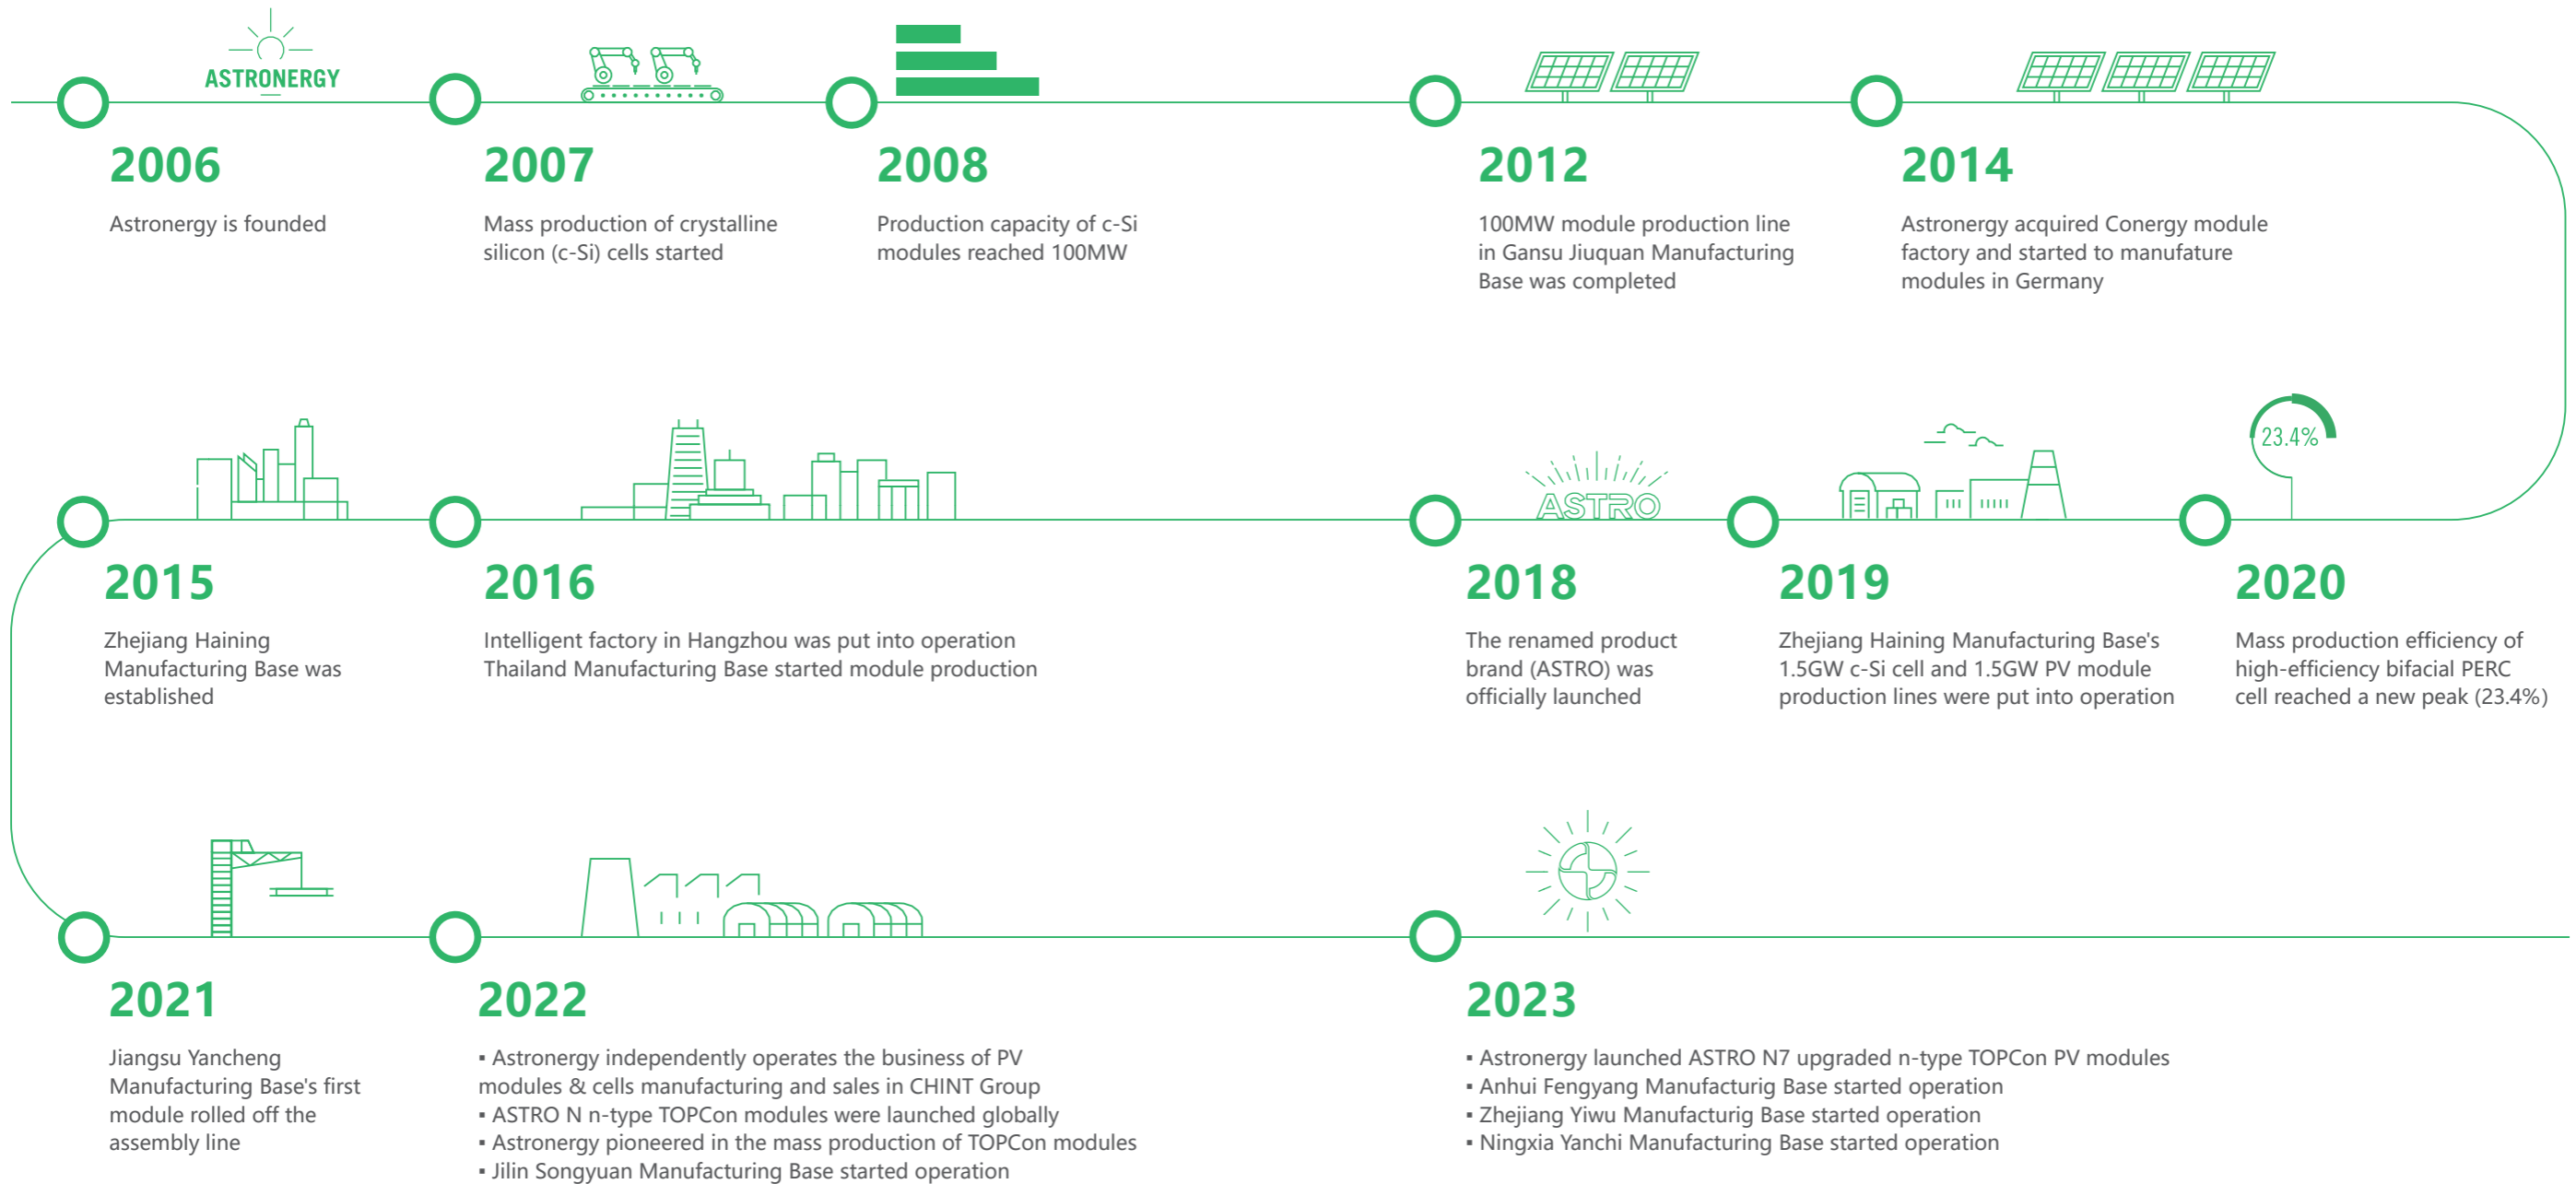 ASTRONERGY
2006
Astronergy is founded
2007
Mass production of crystalline
silicon (c-Si) cells started
2008
Production capacity of c-Si
modules reached 100MW
2012
100MW module production line
in Gansu Jiuquan Manufacturing
Base was completed
2014
Astronergy acquired Conergy module
factory and started to manufature
modules in Germany
2015
Zhejiang Haining
Manufacturing Base was
established
2016
Intelligent factory in Hangzhou was put into operation
Thailand Manufacturing Base started module production
ASTRO
2018
The renamed product
brand (ASTRO) was
officially launched
2019
Zhejiang Haining Manufacturing Base's
1.5GW c-Si cell and 1.5GW PV module
production lines were put into operation
23.4%
2020
Mass production efficiency of
high-efficiency bifacial PERC
cell reached a new peak (23.4%)
2021
Jiangsu Yancheng
Manufacturing Base's first
module rolled off the
assembly line
2022
▪ Astronergy independently operates the business of PV
modules & cells manufacturing and sales in CHINT Group
▪ ASTRO N n-type TOPCon modules were launched globally
▪ Astronergy pioneered in the mass production of TOPCon modules
▪ Jilin Songyuan Manufacturing Base started operation
2023
▪ Astronergy launched ASTRO N7 upgraded n-type TOPCon PV modules
▪ Anhui Fengyang Manufacturig Base started operation
▪ Zhejiang Yiwu Manufacturig Base started operation
▪ Ningxia Yanchi Manufacturing Base started operation